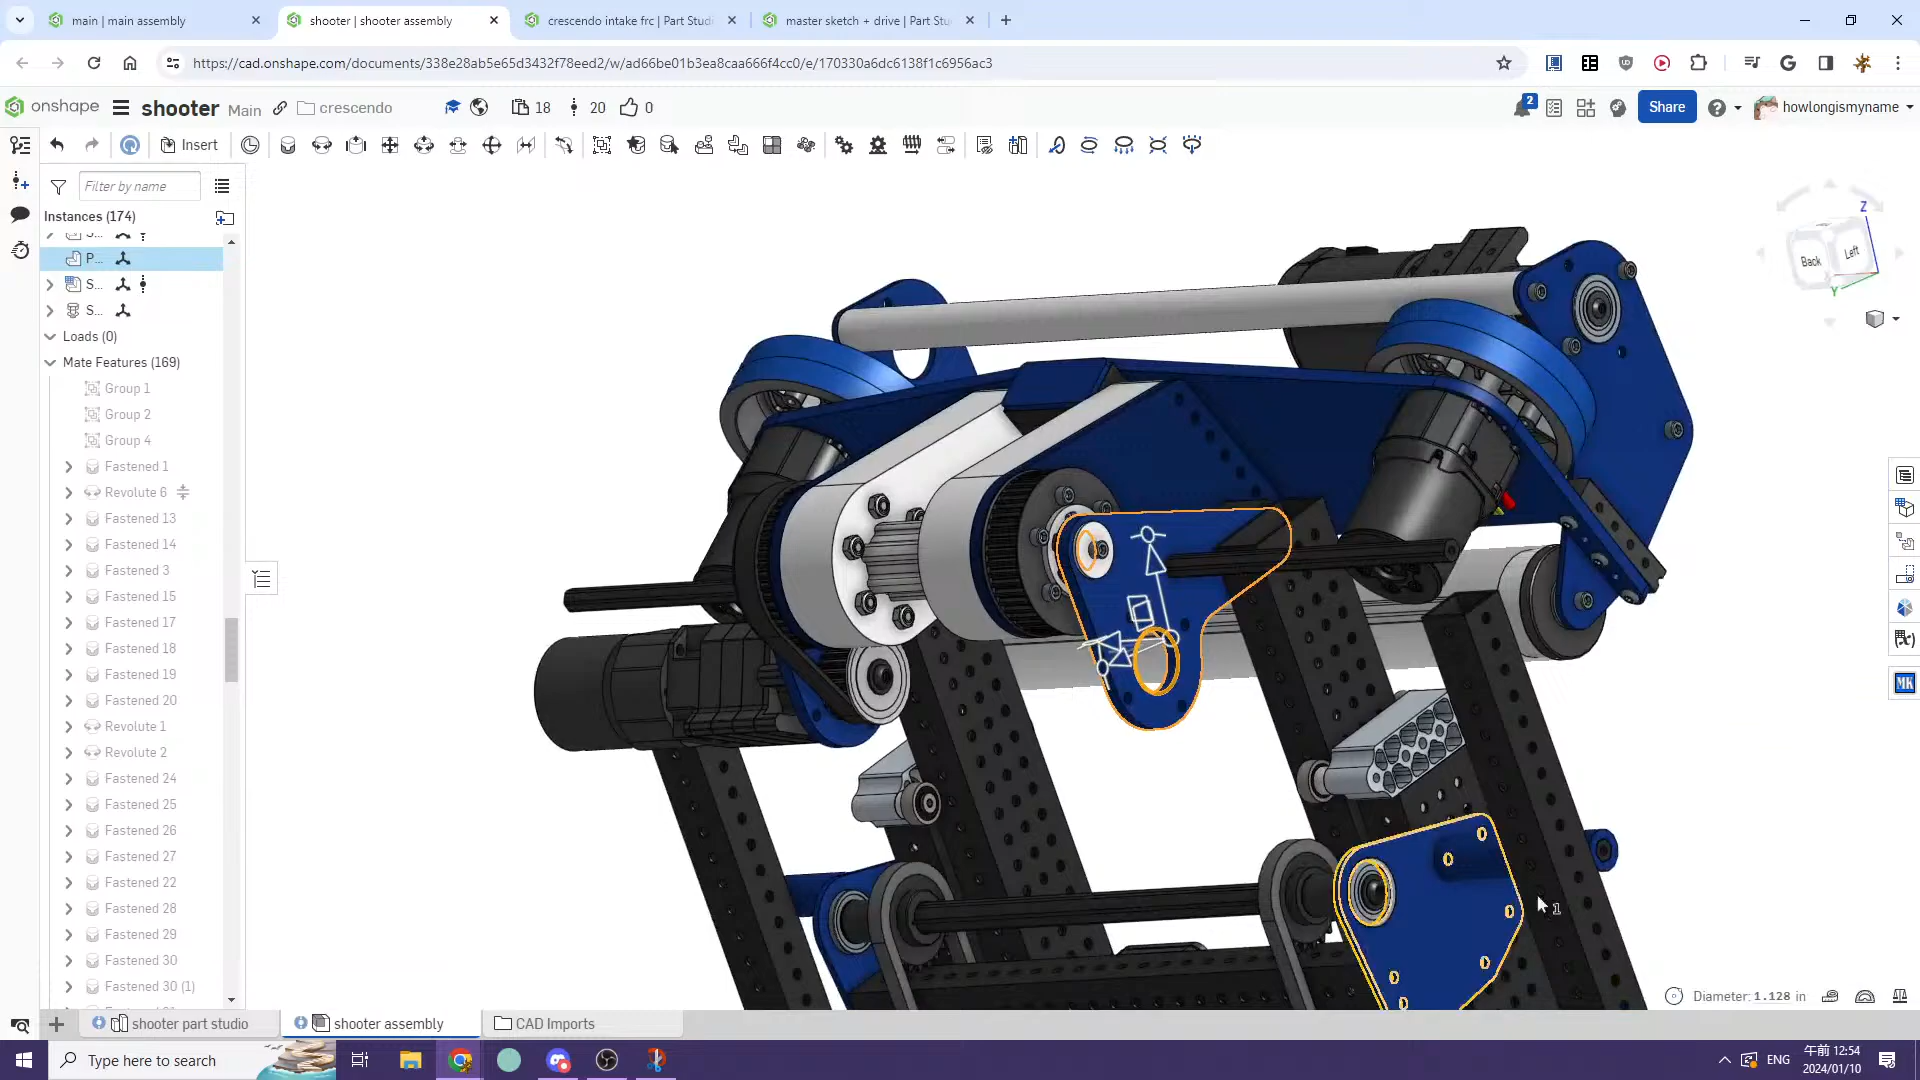 main | main assembly
shooter | shooter assembly
crescendo intake frc | Part Studi
master sketch + drive | Part Stu
https://cad.onshape.com/documents/338e28ab5e65d3432f78eed2/w/ad66be01b3ea8caa666f4cc0/e/170330a6dc6138f1c6956ac3
onshape
shooter Main
crescendo
18
20
0
2
Share
howlongismyname
Insert
Filter by name
Instances (174)
S...
P...
S...
S...
Loads (0)
Mate Features (169)
Group 1
Group 2
Group 4
Fastened 1
Revolute 6
Fastened 13
Fastened 14
Fastened 3
Fastened 15
Fastened 17
Fastened 18
Fastened 19
Fastened 20
Revolute 1
Revolute 2
Fastened 24
Fastened 25
Fastened 26
Fastened 27
Fastened 22
Fastened 28
Fastened 29
Fastened 30
Fastened 30 (1)
Z
Back
Left
Y
MK
1
Diameter: 1.128 in
shooter part studio
shooter assembly
CAD Imports
Type here to search
ENG
午前 12:54
2024/01/10